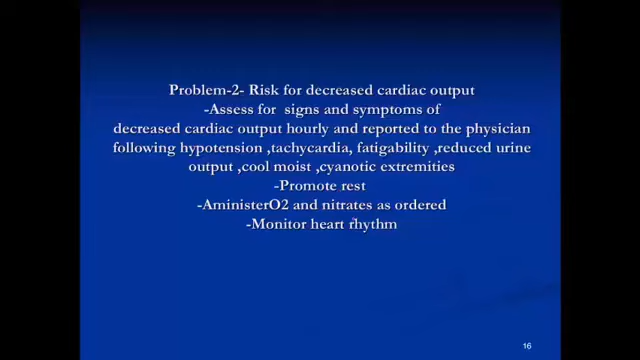 Problem-2- Risk for decreased cardiac output
-Assess for signs and symptoms of
decreased cardiac output hourly and reported to the physician
following hypotension ,tachycardia, fatigability ,reduced urine
output ,cool moist ,cyanotic extremities
-Promote rest
-AministerO2 and nitrates as ordered
-Monitor heart rhythm
16